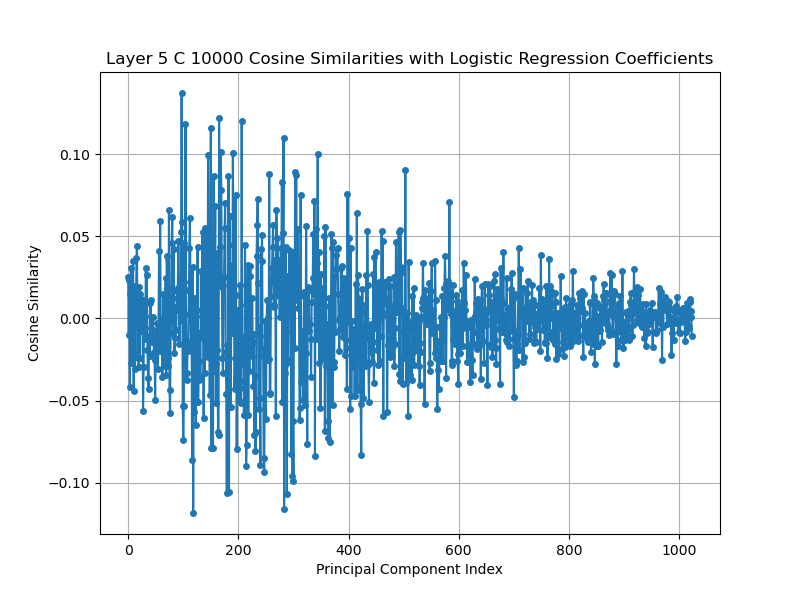 Layer 5 C 10000 Cosine Similarities with Logistic Regression Coefficients
0.10
0.05
0.00
−0.05
−0.10
Cosine Similarity
0 200 400 600 800 1000
Principal Component Index